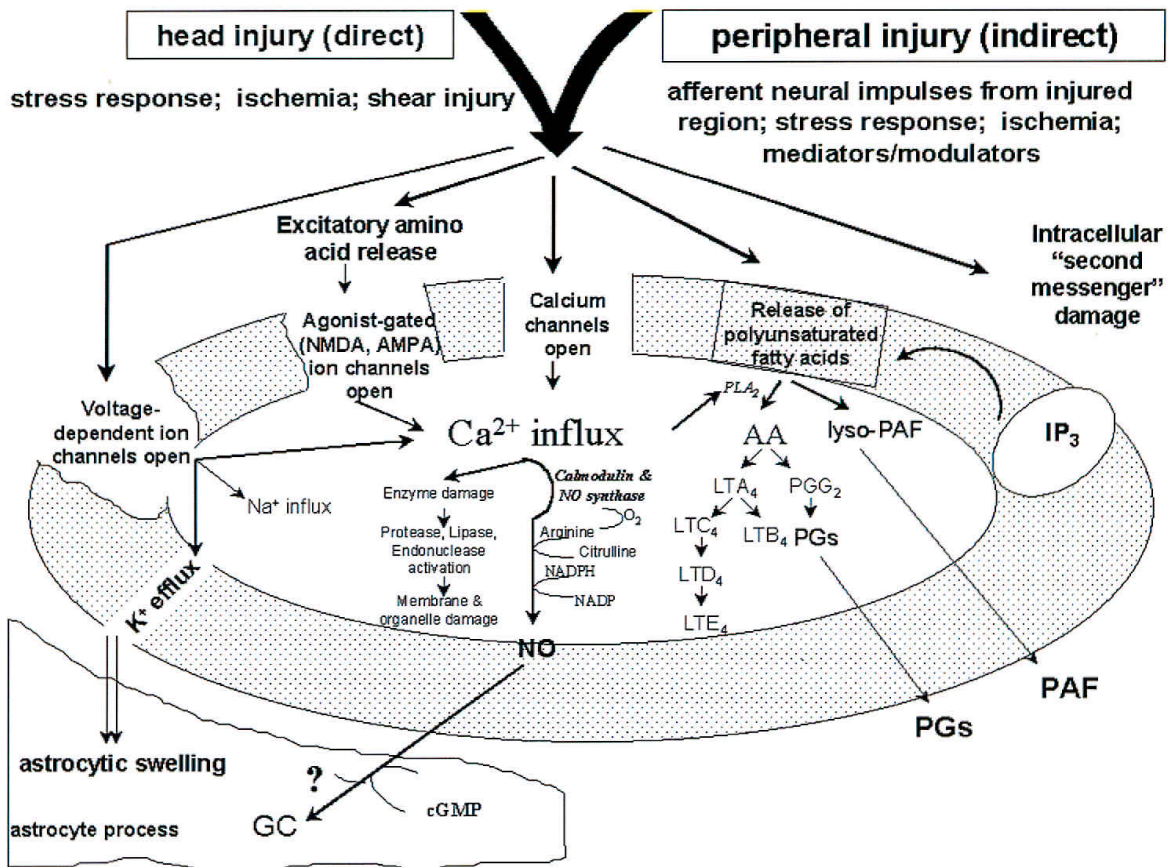 head injury (direct)
peripheral injury (indirect)
stress response; ischemia; shear injury
afferent neural impulses from injured
region; stress response; ischemia;
mediators/modulators
Excitatory amino
acid release
Intracellular
“second
messenger”
damage
Agonist-gated
(NMDA, AMPA)
ion channels
open
Calcium
channels
open
Release of
polyunsaturated
fatty acids
Voltage-
dependent ion
channels open
Ca²⁺ influx
PLA₂
AA
lyso-PAF
IP₃
Na⁺ influx
Enzyme damage
Protease, Lipase,
Endonuclease
activation
Membrane &
organelle damage
Calmodulin &
NO synthase
O₂
Arginine
Citrulline
NADPH
NADP
NO
LTA₄
PGG₂
LTC₄
LTB₄
PGs
LTD₄
LTE₄
K⁺ efflux
PAF
PGs
astrocytic swelling
?
cGMP
GC
astrocyte process